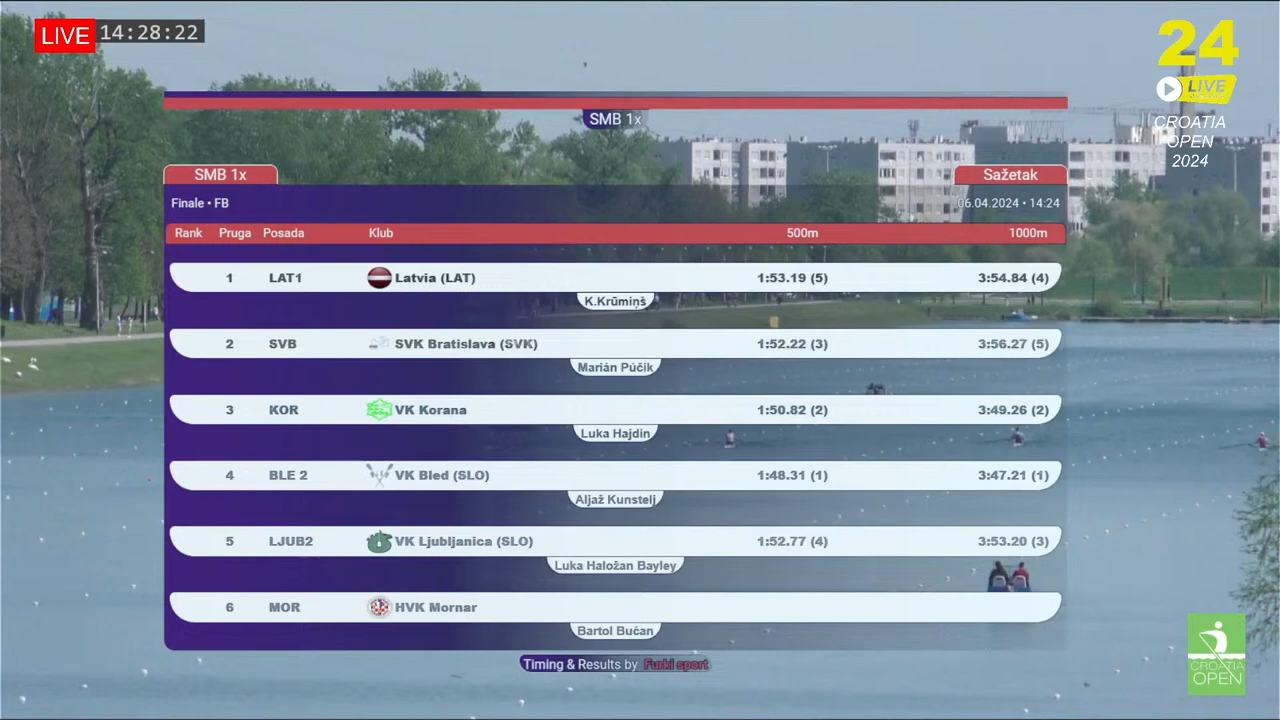 LIVE 14:28:22
24
LIVE
CROATIA
OPEN
2024
SMB 1x
SMB 1x Sažetak
Finale • FB 06.04.2024 • 14:24
Rank Pruga Posada Klub 500m 1000m
1 LAT1 Latvia (LAT) 1:53.19 (5) 3:54.84 (4)
K.Krūmiņš
2 SVB SVK Bratislava (SVK) 1:52.22 (3) 3:56.27 (5)
Marián Púčik
3 KOR VK Korana 1:50.82 (2) 3:49.26 (2)
Luka Hajdin
4 BLE 2 VK Bled (SLO) 1:48.31 (1) 3:47.21 (1)
Aljaž Kunstelj
5 LJUB2 VK Ljubljanica (SLO) 1:52.77 (4) 3:53.20 (3)
Luka Haložan Bayley
6 MOR HVK Mornar
Bartol Bućan
Timing & Results by Furki sport
CROATIA
OPEN